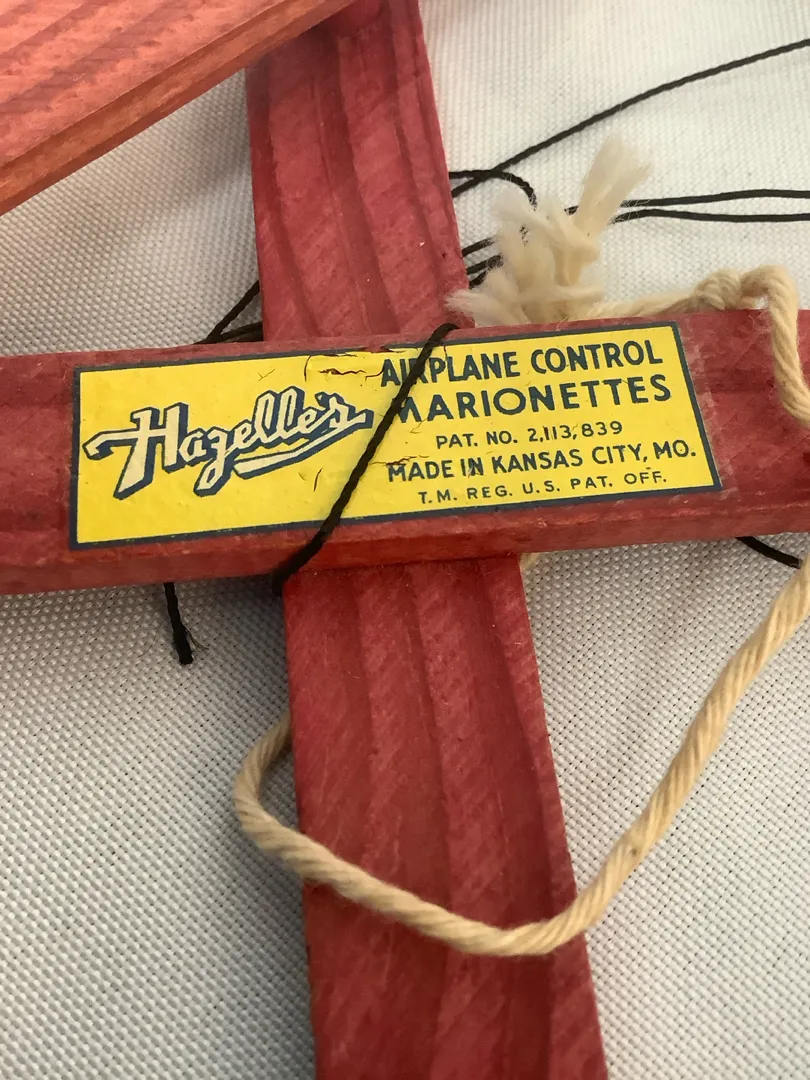 Hazelle's
AIRPLANE CONTROL
MARIONETTES
PAT. NO. 2,113,839
MADE IN KANSAS CITY, MO.
T.M. REG. U.S. PAT. OFF.